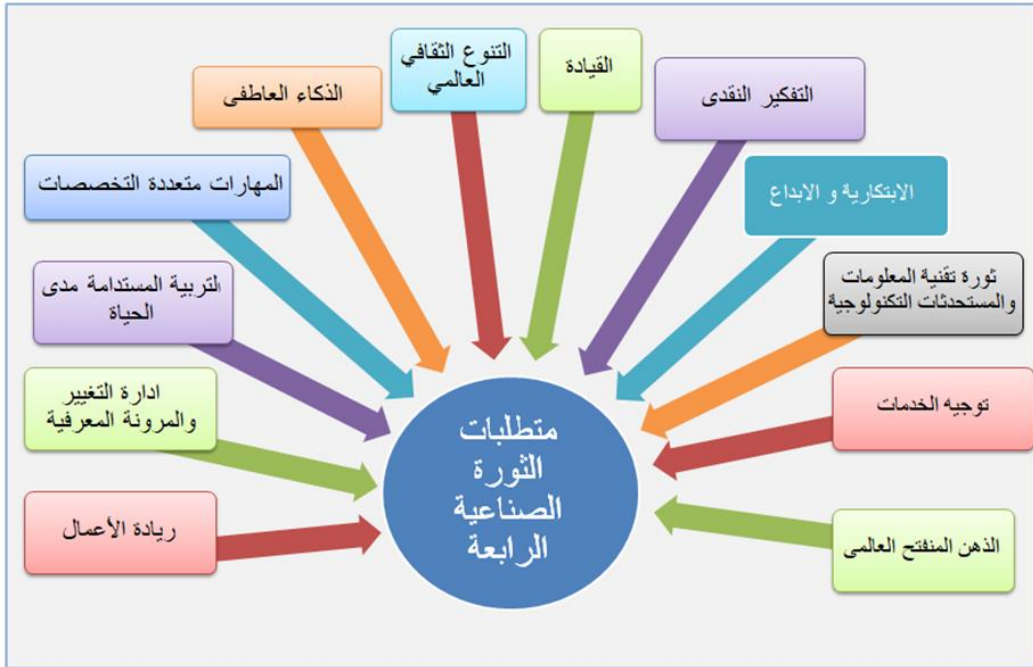 القيادة
التنوع الثقافي
العالمي
التفكير النقدى
الذكاء العاطفى
المهارات متعددة التخصصات
الابتكارية و الابداع
ثورة تقنية المعلومات
والمستحدثات التكنولوجية
التربية المستدامة مدى
الحياة
توجيه الخدمات
ادارة التغيير
والمرونة المعرفية
متطلبات
الثورة
الصناعية
الرابعة
الذهن المنفتح العالمى
ريادة الأعمال